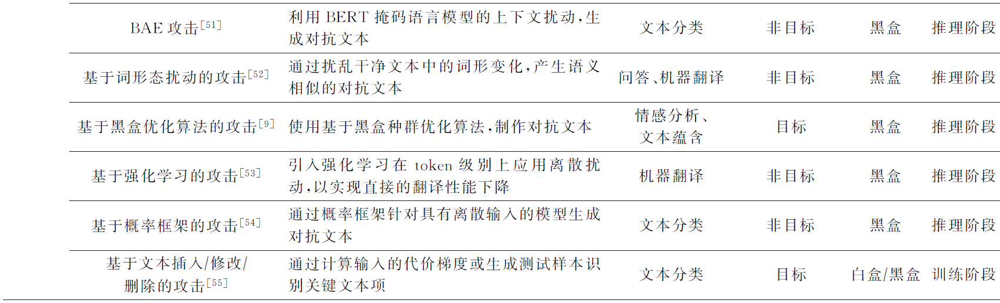 BAE 攻击[51] 利用 BERT 掩码语言模型的上下文扰动,生 文本分类 非目标 黑盒 推理阶段
成对抗文本
基于词形态扰动的攻击[52] 通过扰乱干净文本中的词形变化,产生语义 问答、机器翻译 非目标 黑盒 推理阶段
相似的对抗文本
基于黑盒优化算法的攻击[9] 使用基于黑盒种群优化算法,制作对抗文本 情感分析、 目标 黑盒 推理阶段
文本蕴含
基于强化学习的攻击[53] 引入强化学习在 token 级别上应用离散扰 机器翻译 非目标 黑盒 推理阶段
动,以实现直接的翻译性能下降
基于概率框架的攻击[54] 通过概率框架针对具有离散输入的模型生成 文本分类 非目标 黑盒 推理阶段
对抗文本
基于文本插入/修改/ 通过计算输入的代价梯度或生成测试样本识 文本分类 目标 白盒/黑盒 训练阶段
删除的攻击[55] 别关键文本项